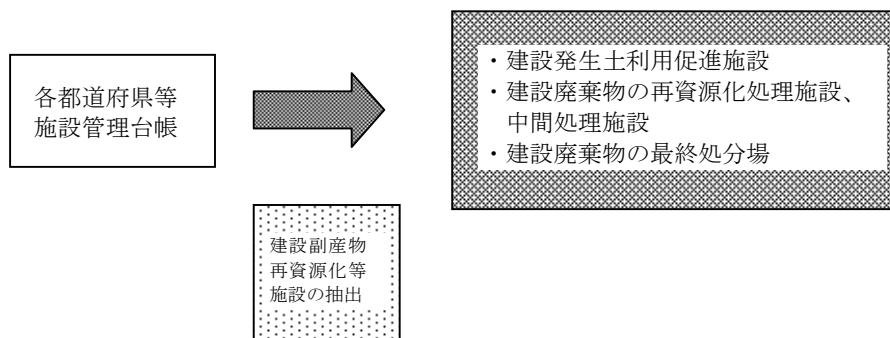 各都道府県等
施設管理台帳
・建設発生土利用促進施設
・建設廃棄物の再資源化処理施設、
中間処理施設
・建設廃棄物の最終処分場
建設副産物
再資源化等
施設の抽出